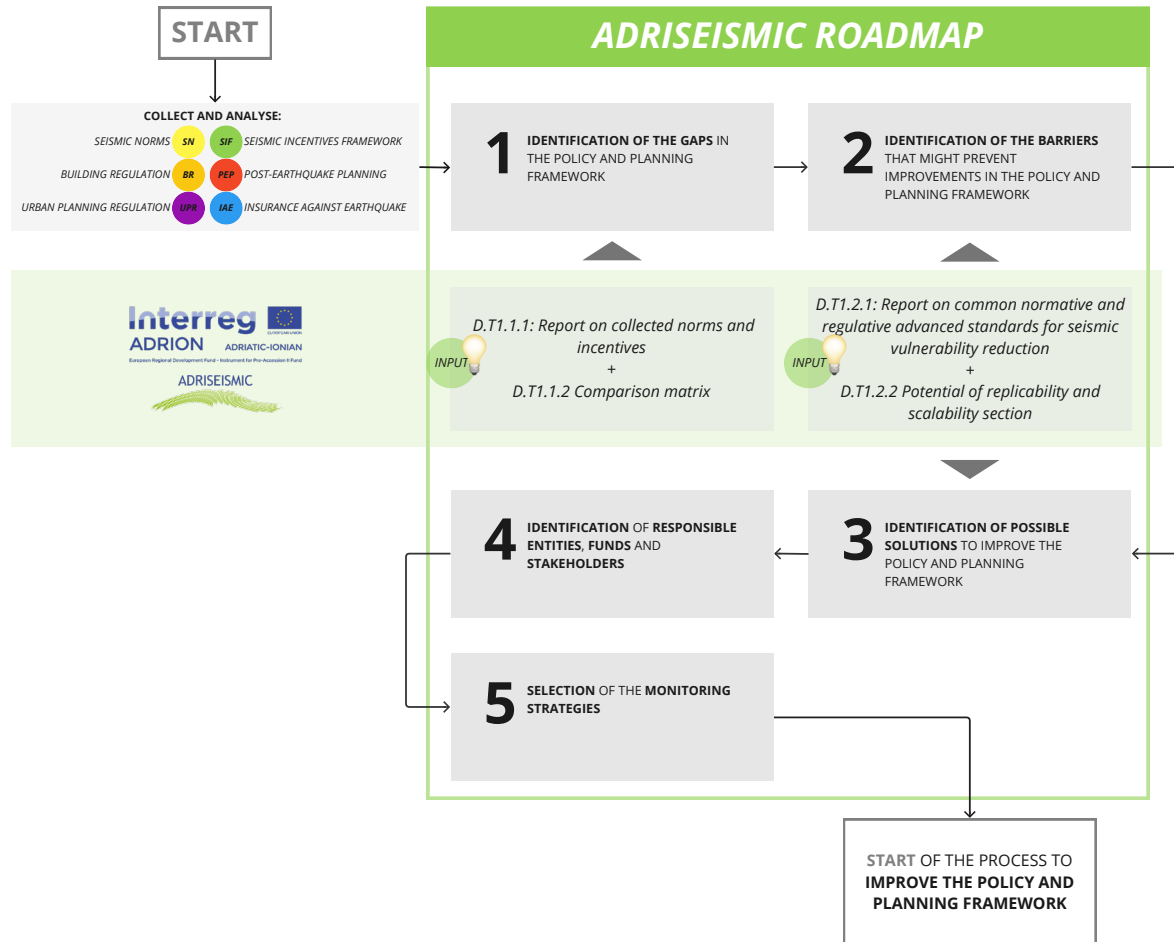 START
ADRISEISMIC ROADMAP
COLLECT AND ANALYSE:
SEISMIC NORMS SN SIF SEISMIC INCENTIVES FRAMEWORK
BUILDING REGULATION BR PEP POST-EARTHQUAKE PLANNING
URBAN PLANNING REGULATION UPR IAE INSURANCE AGAINST EARTHQUAKE
1
IDENTIFICATION OF THE GAPS IN
THE POLICY AND PLANNING
FRAMEWORK
2
IDENTIFICATION OF THE BARRIERS
THAT MIGHT PREVENT
IMPROVEMENTS IN THE POLICY AND
PLANNING FRAMEWORK
Interreg
EUROPEAN UNION
ADRION ADRIATIC-IONIAN
European Regional Development Fund - Instrument for Pre-Accession II Fund
ADRISEISMIC
INPUT
D.T1.1.1: Report on collected norms and
incentives
+
D.T1.1.2 Comparison matrix
INPUT
D.T1.2.1: Report on common normative and
regulative advanced standards for seismic
vulnerability reduction
+
D.T1.2.2 Potential of replicability and
scalability section
4
IDENTIFICATION OF RESPONSIBLE
ENTITIES, FUNDS AND
STAKEHOLDERS
3
IDENTIFICATION OF POSSIBLE
SOLUTIONS TO IMPROVE THE
POLICY AND PLANNING
FRAMEWORK
5
SELECTION OF THE MONITORING
STRATEGIES
START OF THE PROCESS TO
IMPROVE THE POLICY AND
PLANNING FRAMEWORK